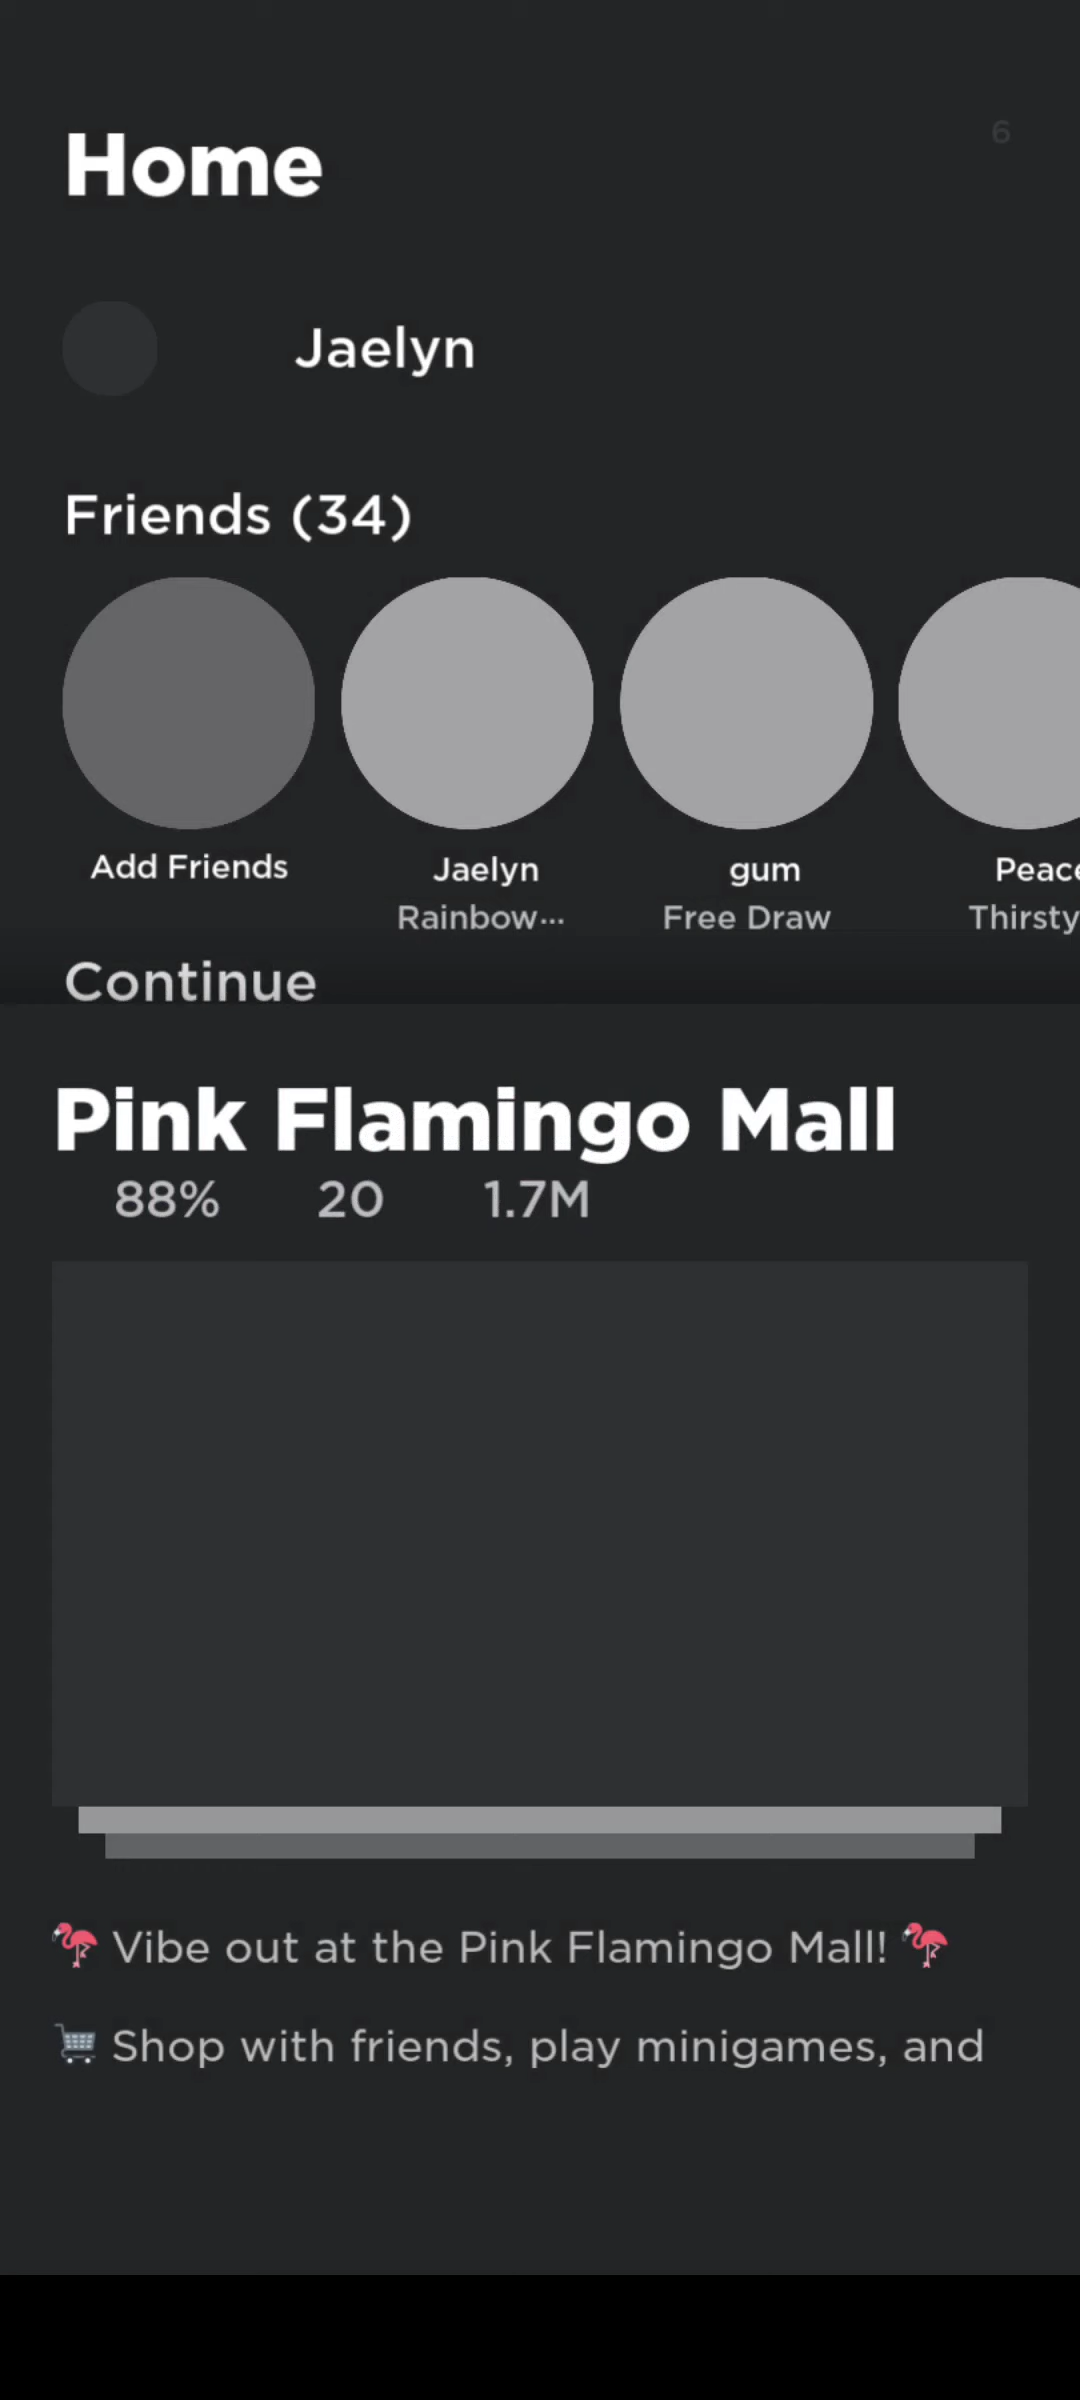 Home
6
Jaelyn
Friends (34)
Add Friends
Jaelyn
gum
Peace
Rainbow...
Free Draw
Thirsty
Continue
Pink Flamingo Mall
88% 20 1.7M
🦩 Vibe out at the Pink Flamingo Mall! 🦩
🛒 Shop with friends, play minigames, and